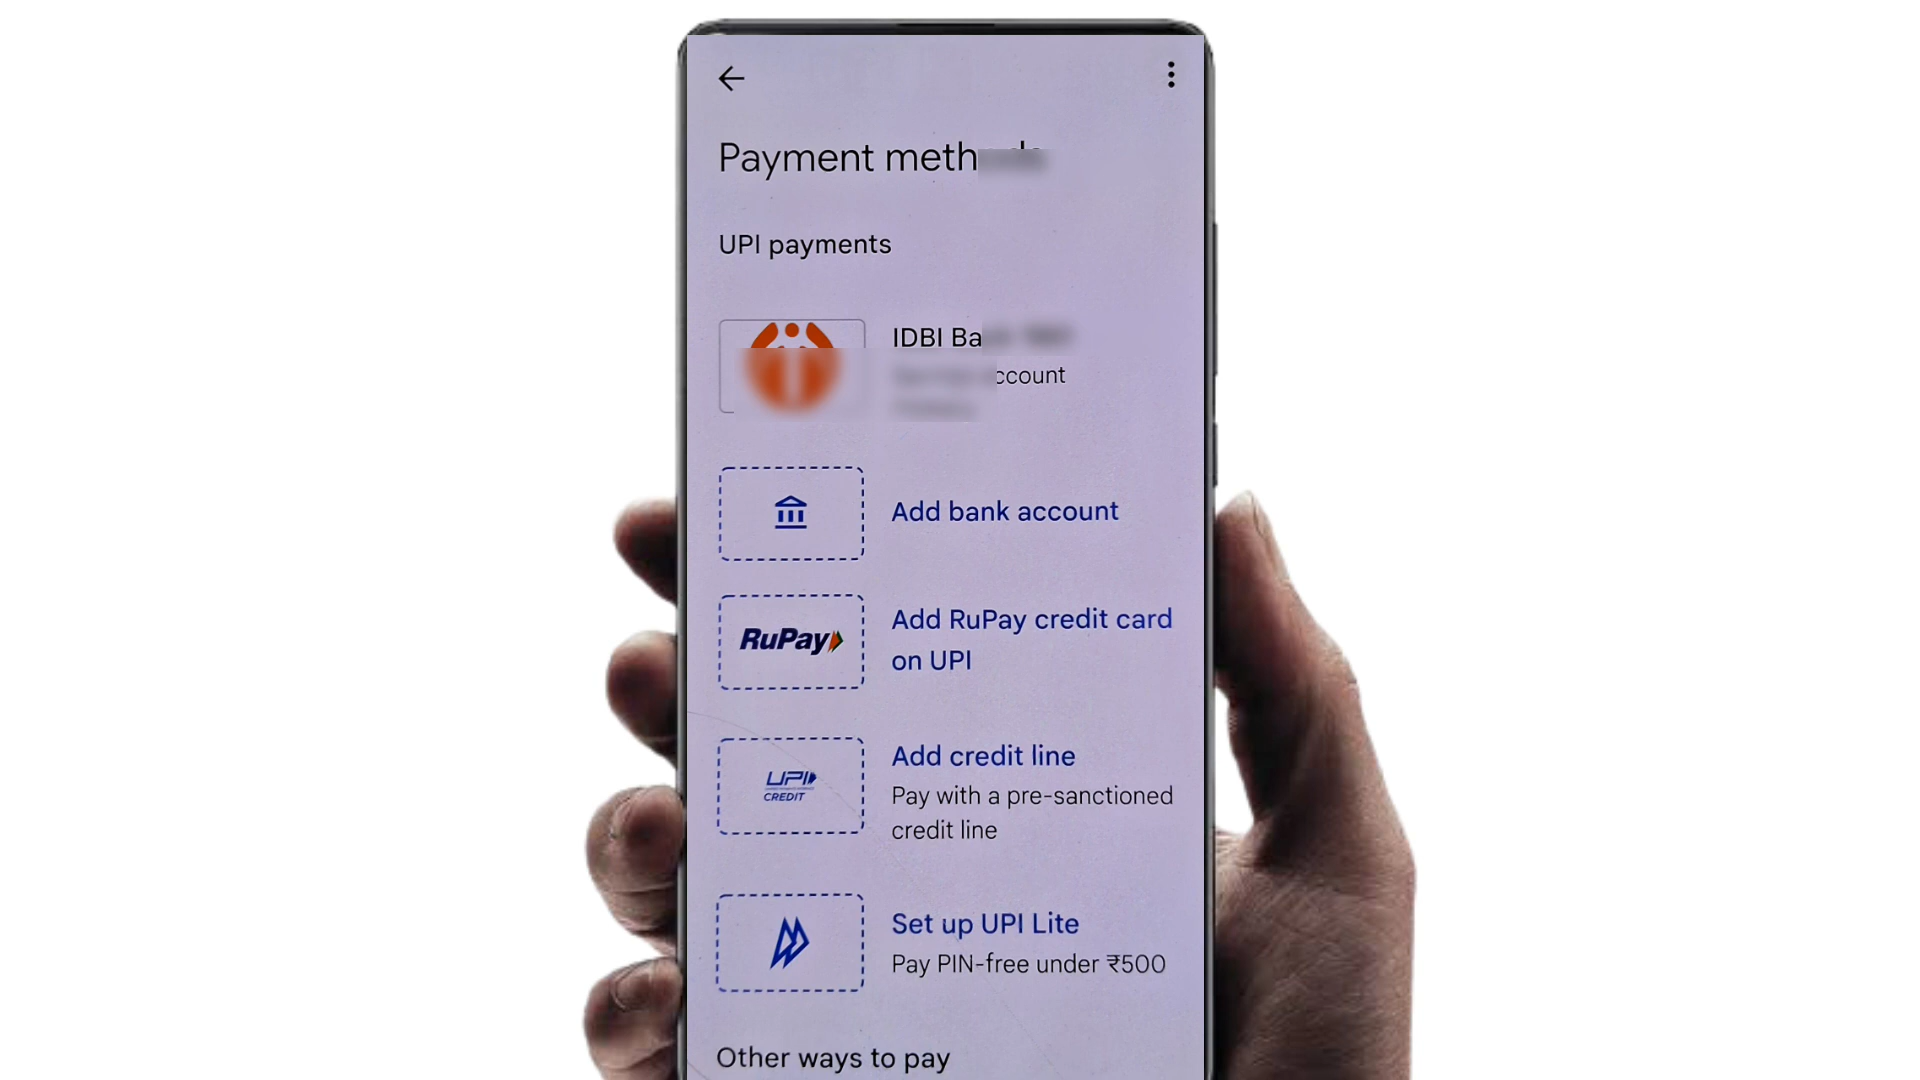 Payment meth
UPI payments
IDBI Ba
ccount
Add bank account
RuPay
Add RuPay credit card
on UPI
UPI
CREDIT
Add credit line
Pay with a pre-sanctioned
credit line
Set up UPI Lite
Pay PIN-free under ₹500
Other ways to pay